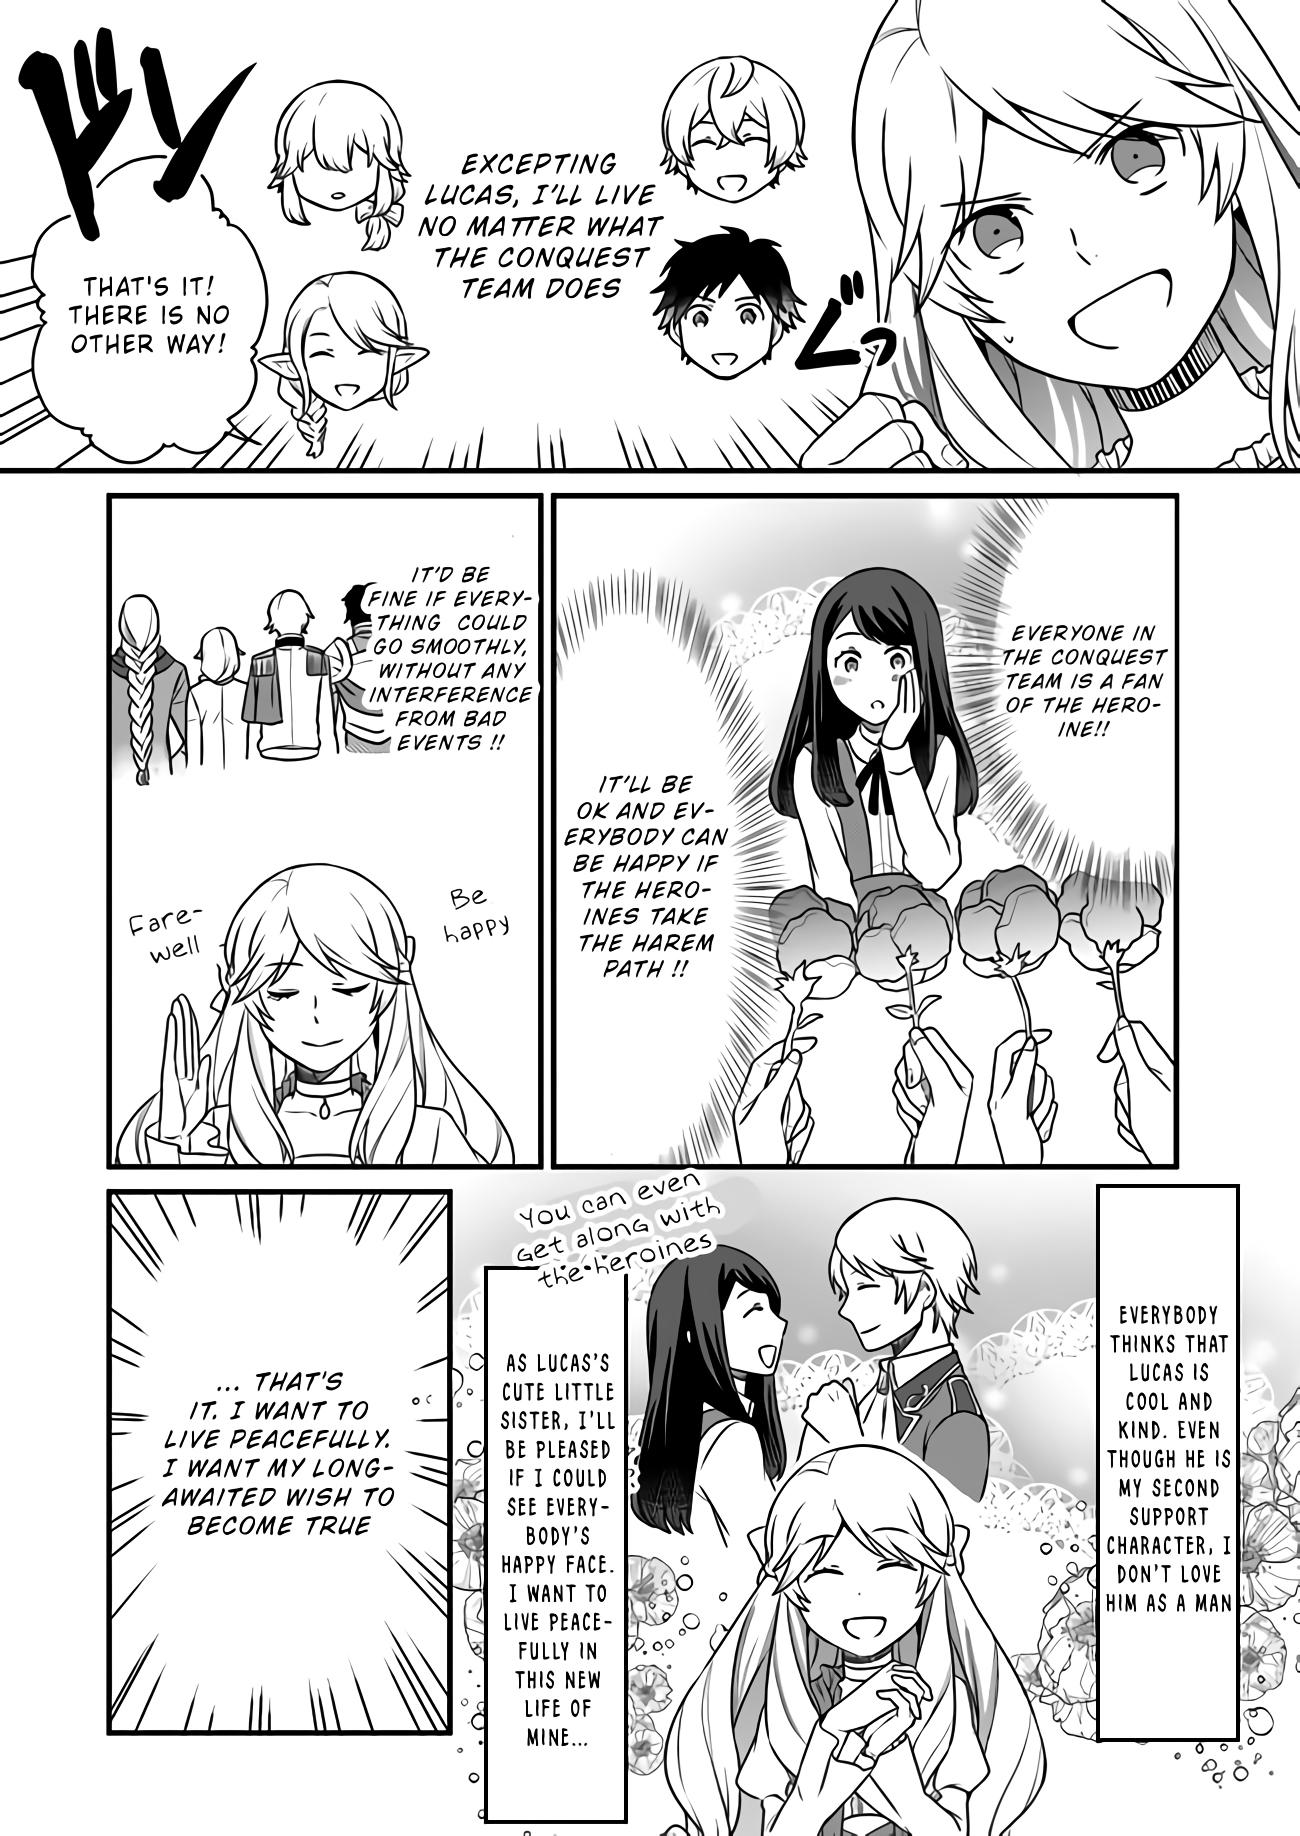 ドン
THAT'S IT!
THERE IS NO
OTHER WAY!
EXCEPTING
LUCAS, I'LL LIVE
NO MATTER WHAT
THE CONQUEST
TEAM DOES
ぐっ
EVERYONE IN
THE CONQUEST
TEAM IS A FAN
OF THE HERO-
INE!!
IT'LL BE
OK AND EV-
ERYBODY CAN
BE HAPPY IF
THE HERO-
INES TAKE
THE HAREM
PATH !!
IT'D BE
FINE IF EVERY-
THING COULD
GO SMOOTHLY,
WITHOUT ANY
INTERFERENCE
FROM BAD
EVENTS !!
Fare-
well
Be
happy
You can even
get along with
the heroines
EVERYBODY
THINKS THAT
LUCAS IS
COOL AND
KIND. EVEN
THOUGH HE IS
MY SECOND
SUPPORT
CHARACTER, I
DON'T LOVE
HIM AS A MAN
AS LUCAS'S
CUTE LITTLE
SISTER, I'LL
BE PLEASED
IF I COULD
SEE EVERY-
BODY'S
HAPPY FACE.
I WANT TO
LIVE PEACE-
FULLY IN
THIS NEW
LIFE OF
MINE...
... THAT'S
IT. I WANT TO
LIVE PEACEFULLY.
I WANT MY LONG-
AWAITED WISH TO
BECOME TRUE